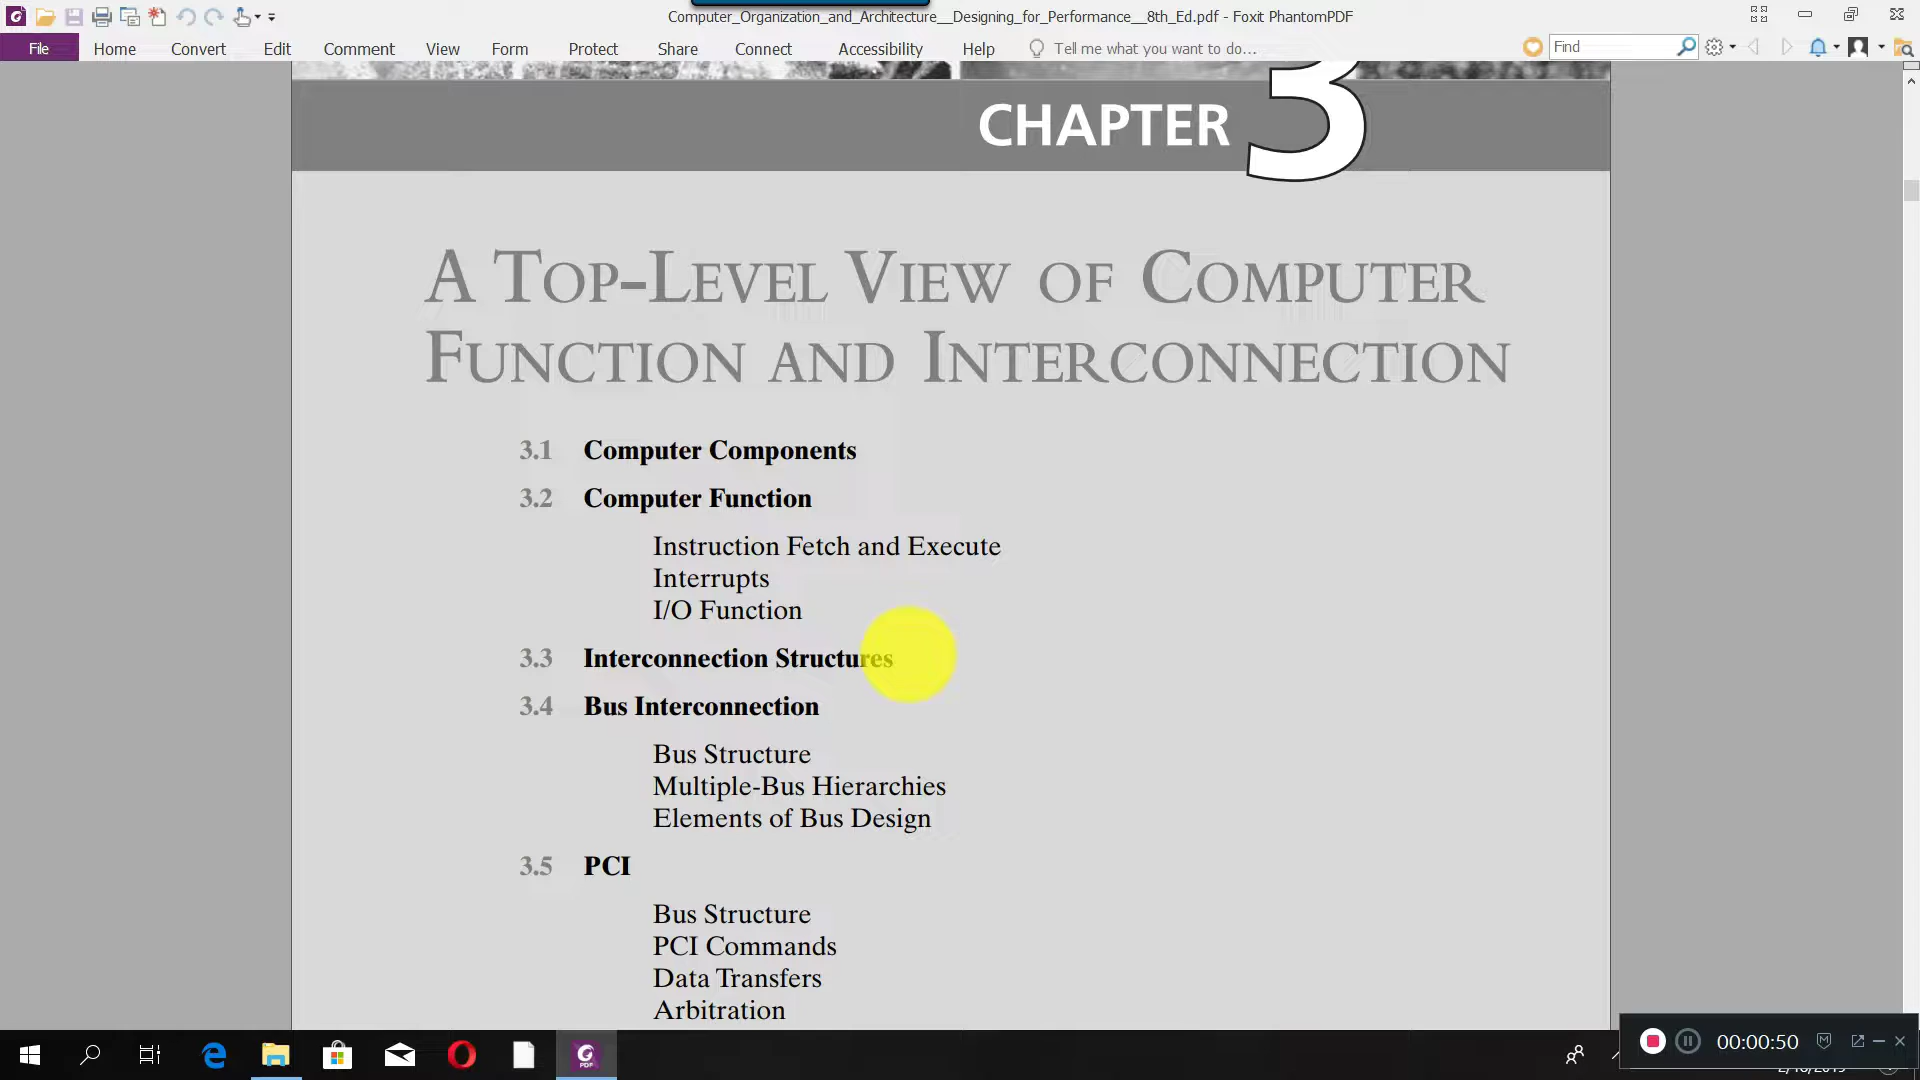 Computer_Organization_and_Architecture__Designing_for_Performance__8th_Ed.pdf - Foxit PhantomPDF
File Home Convert Edit Comment View Form Protect Share Connect Accessibility Help Tell me what you want to do... Find
CHAPTER 3
A TOP-LEVEL VIEW OF COMPUTER
FUNCTION AND INTERCONNECTION
3.1 Computer Components
3.2 Computer Function
Instruction Fetch and Execute
Interrupts
I/O Function
3.3 Interconnection Structures
3.4 Bus Interconnection
Bus Structure
Multiple-Bus Hierarchies
Elements of Bus Design
3.5 PCI
Bus Structure
PCI Commands
Data Transfers
Arbitration
PDF
00:00:50